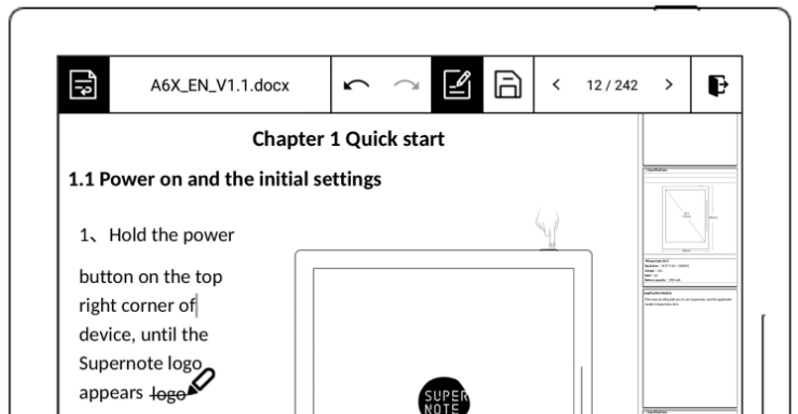 A6X_EN_V1.1.docx
12 / 242
Chapter 1 Quick start
1.1 Power on and the initial settings
1、Hold the power
button on the top
right corner of
device, until the
Supernote logo
appears logo
SUPER
NOTE